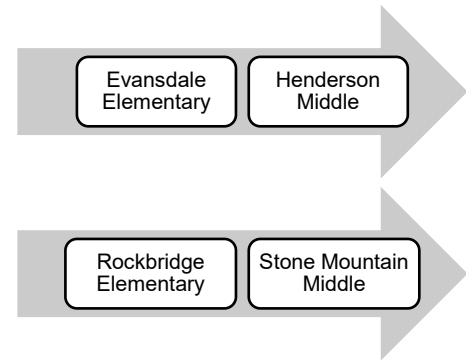 Evansdale
Elementary
Henderson
Middle
Rockbridge
Elementary
Stone Mountain
Middle